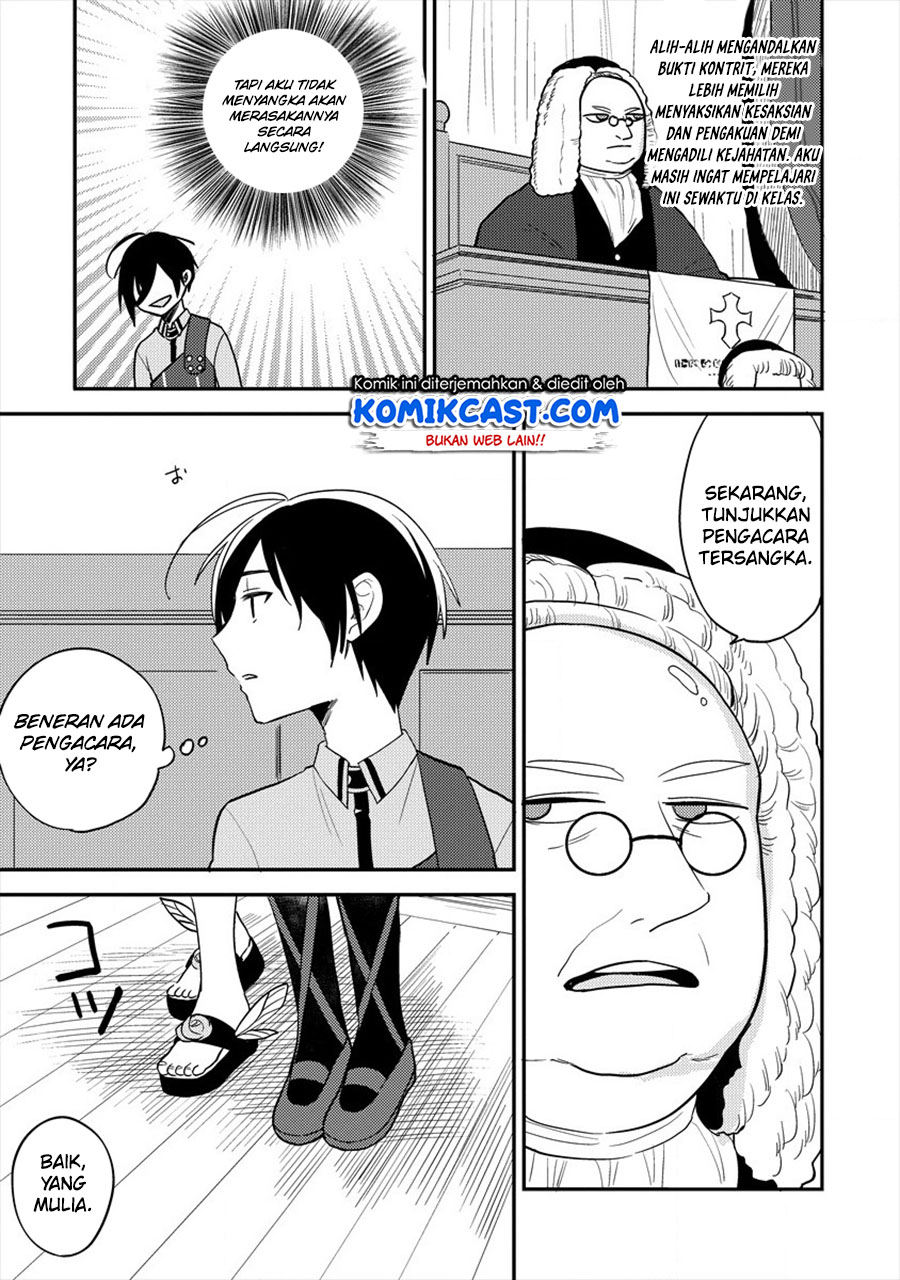 ALIH-ALIH MENGANDALKAN
BUKTI KONTRIT, MEREKA
LEBIH MEMILIH
MENYAKSIKAN KESAKSIAN
DAN PENGAKUAN DEMI
MENGADILI KEJAHATAN. AKU
MASIH INGAT MEMPELAJARI
INI SEWAKTU DI KELAS.
TAPI AKU TIDAK
MENYANGKA AKAN
MERASAKANNYA
SECARA
LANGSUNG!
Komik ini diterjemahkan & diedit oleh
KOMIKCAST.COM
BUKAN WEB LAIN!!
SEKARANG,
TUNJUKKAN
PENGACARA
TERSANGKA.
お
BENERAN ADA
PENGACARA,
YA?
コツ
BAIK,
YANG
MULIA.